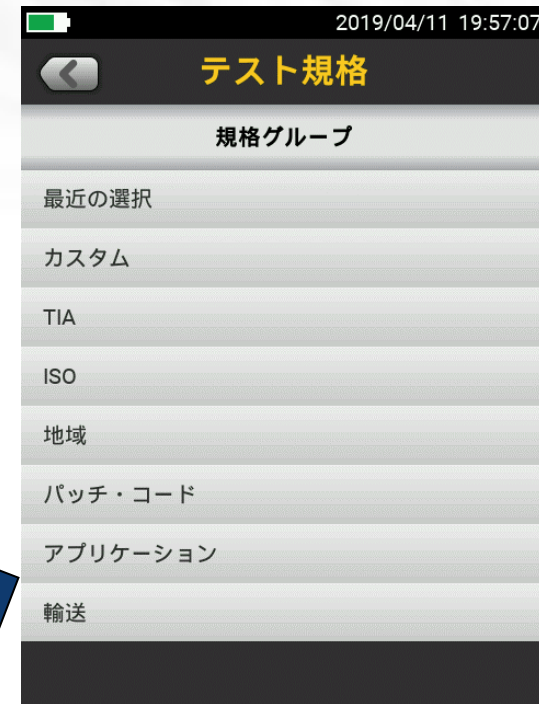 2019/04/11 19:57:07
テスト規格
規格グループ
最近の選択
カスタム
TIA
ISO
地域
パッチ・コード
アプリケーション
輸送